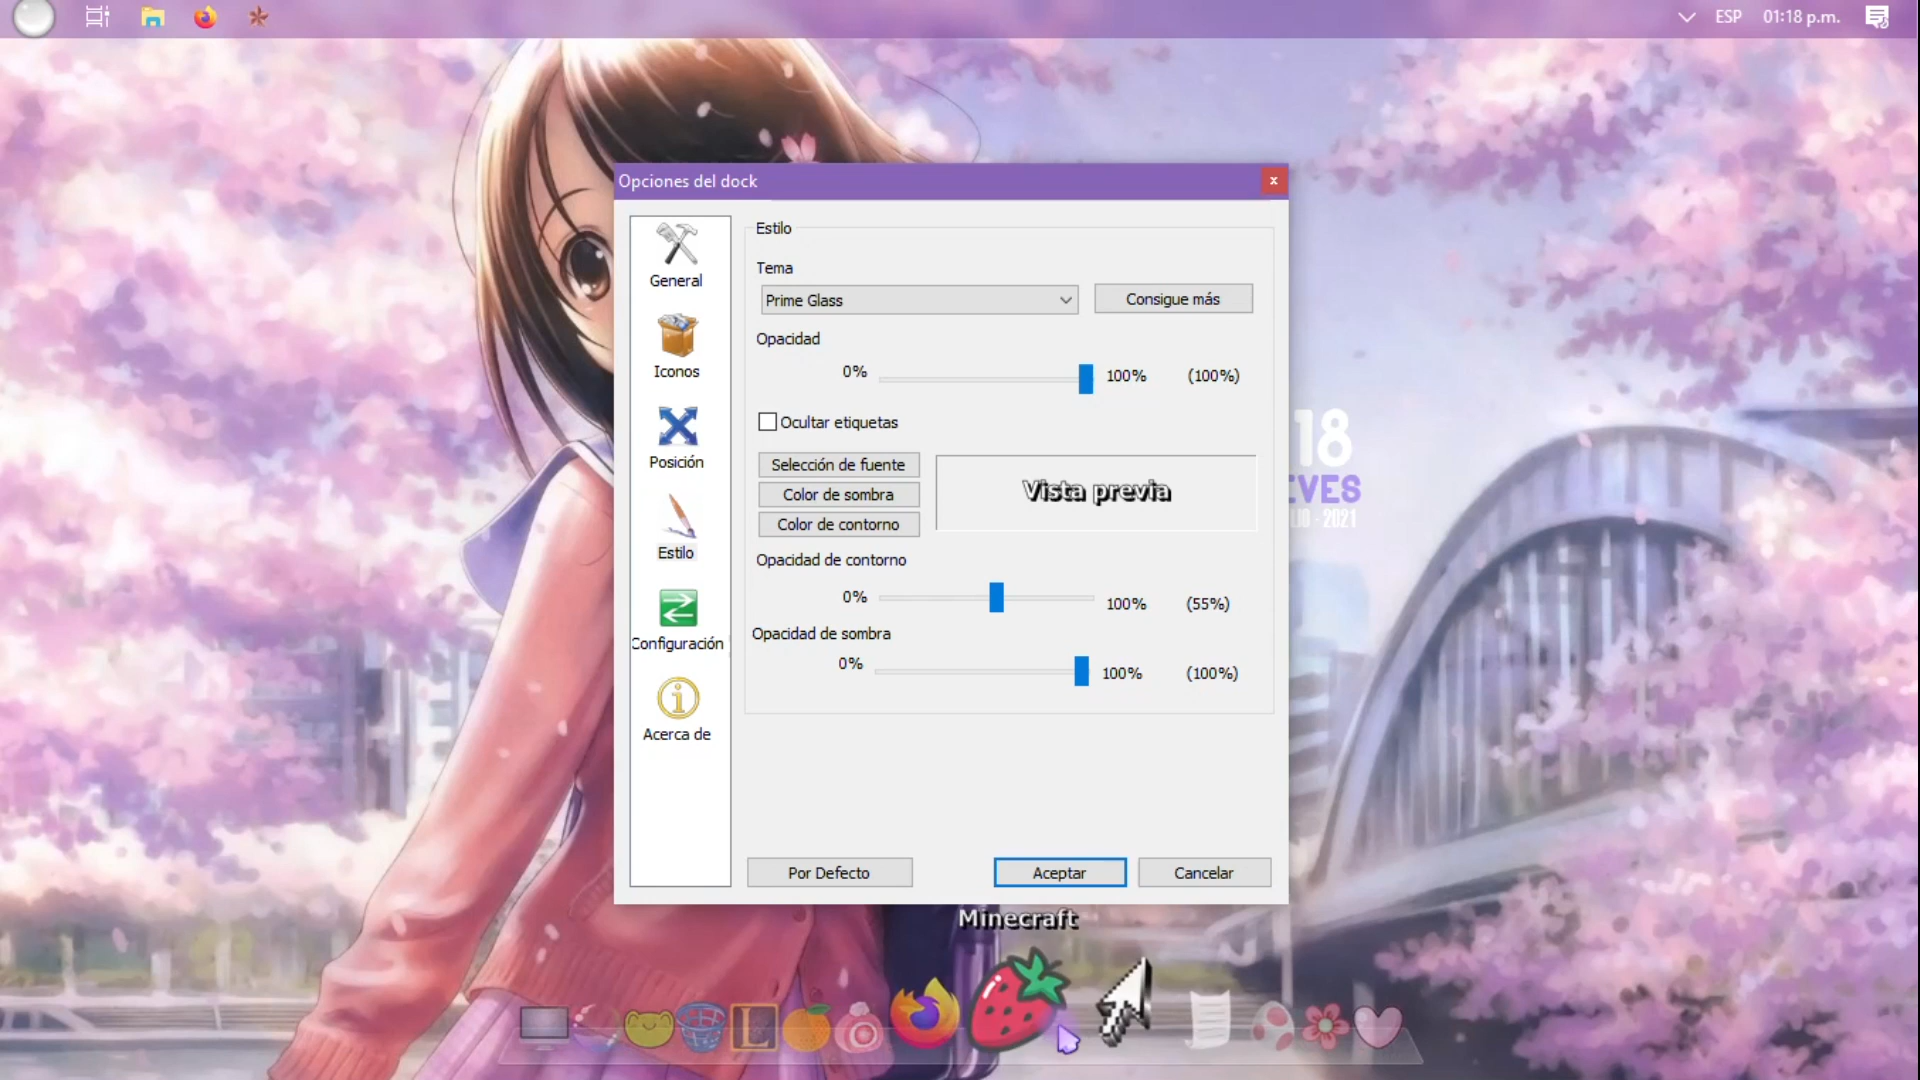 ESP 01:18 p.m.
Opciones del dock
General
Iconos
Posición
Estilo
Configuración
Acerca de
Estilo
Tema
Prime Glass
Consigue más
Opacidad
0% 100% (100%)
Ocultar etiquetas
Selección de fuente
Color de sombra
Color de contorno
Vista previa
Opacidad de contorno
0% 100% (55%)
Opacidad de sombra
0% 100% (100%)
Por Defecto
Aceptar
Cancelar
18
EVES
LIO - 2021
Minecraft
L